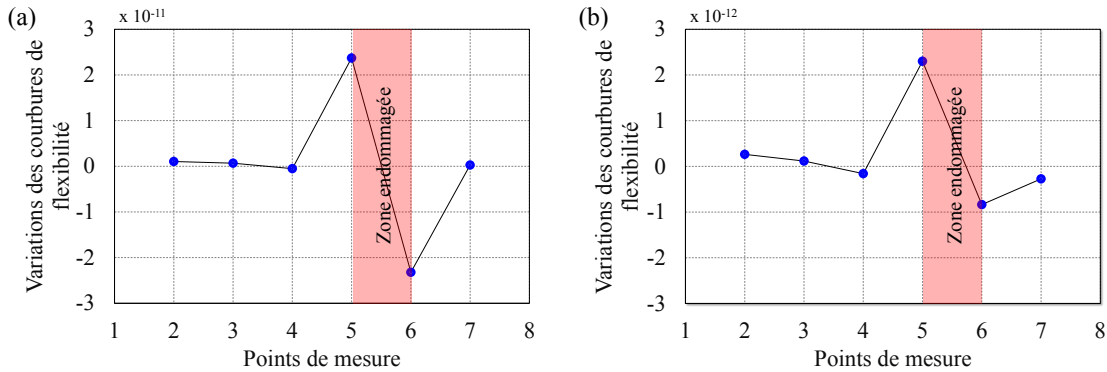 (a)
x 10-11
3
2
1
0
-1
-2
-3
Variations des courbures de
flexibilité
Zone endommagée
1 2 3 4 5 6 7 8
Points de mesure
(b)
x 10-12
3
2
1
0
-1
-2
-3
Variations des courbures de
flexibilité
Zone endommagée
1 2 3 4 5 6 7 8
Points de mesure